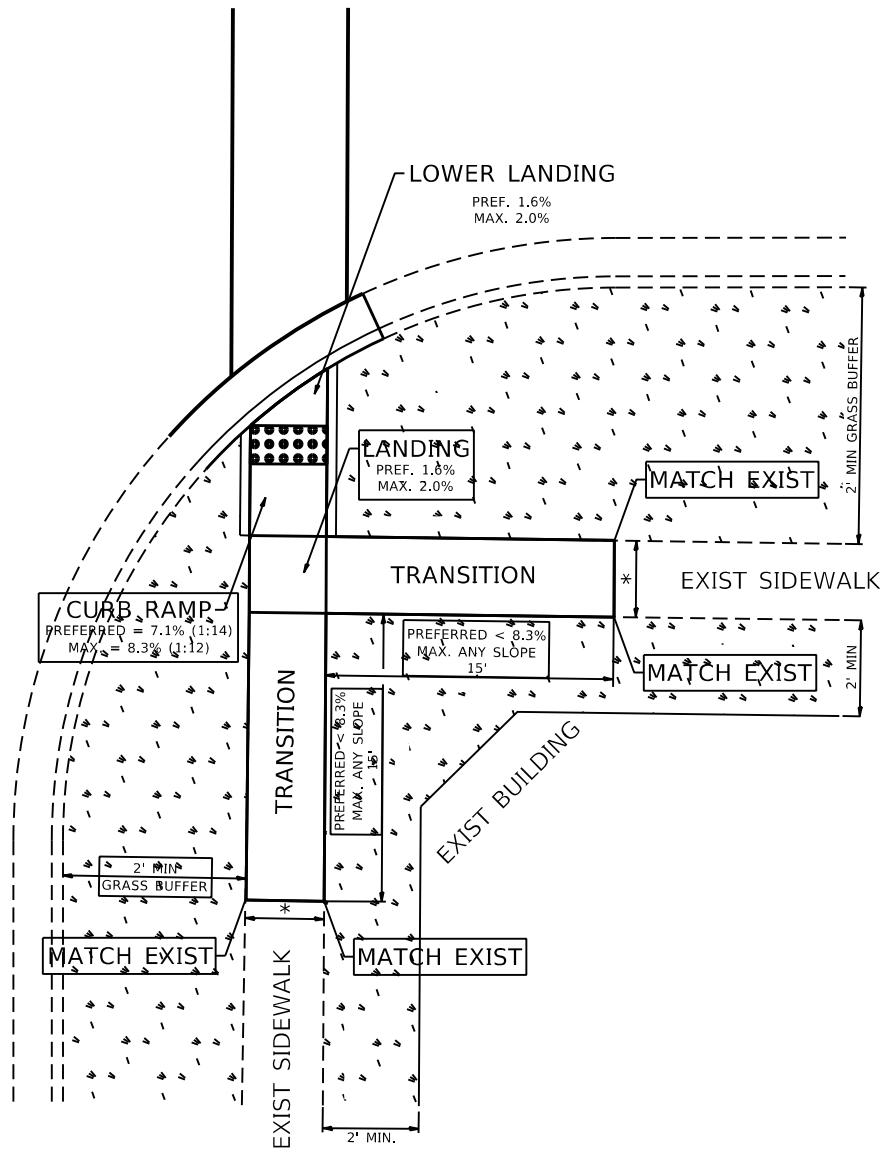 LOWER LANDING
PREF. 1.6%
MAX. 2.0%
2' MIN GRASS BUFFER
LANDING
PREF. 1.6%
MAX. 2.0%
MATCH EXIST
TRANSITION
*
EXIST SIDEWALK
CURB RAMP
PREFERRED = 7.1% (1:14)
MAX. = 8.3% (1:12)
PREFERRED < 8.3%
MAX. ANY SLOPE
15'
MATCH EXIST
2' MIN
TRANSITION
PREFERRED < 8.3%
MAX. ANY SLOPE
15'
EXIST BUILDING
2' MIN
GRASS BUFFER
*
MATCH EXIST
MATCH EXIST
EXIST SIDEWALK
2' MIN.